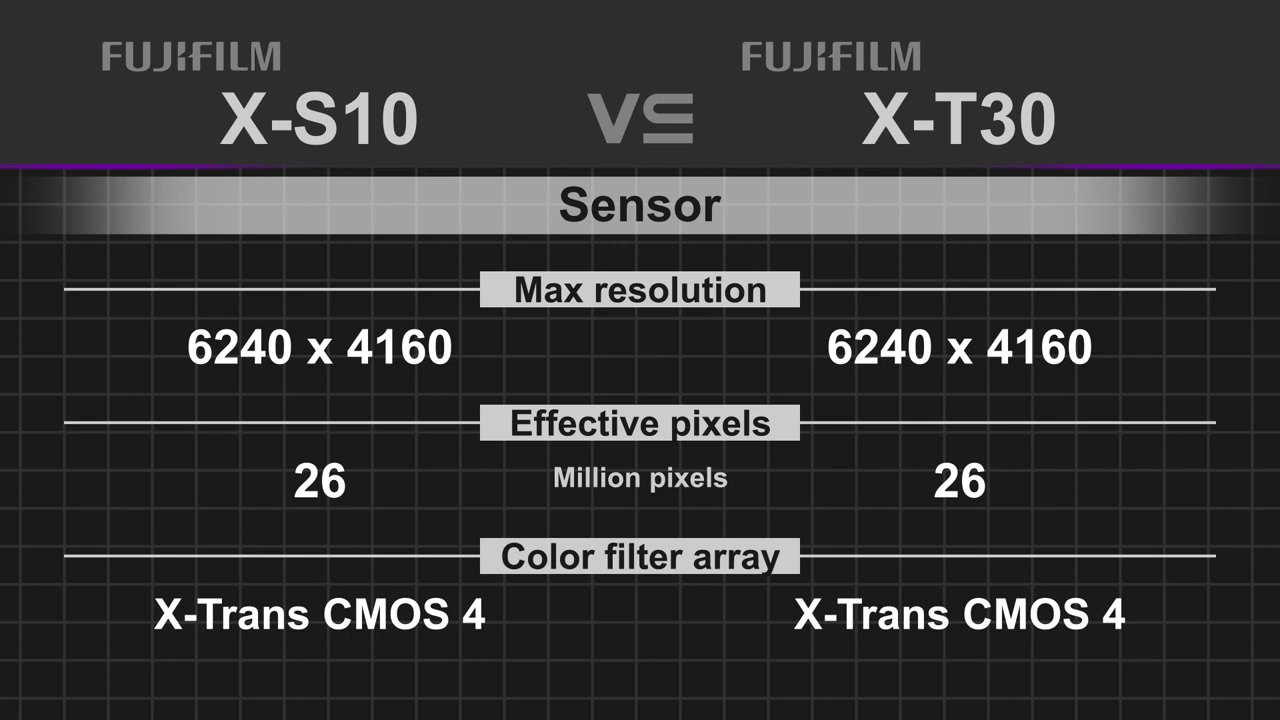 FUJIFILM FUJIFILM
X-S10 VS X-T30
Sensor
Max resolution
6240 x 4160 6240 x 4160
Effective pixels
26 Million pixels 26
Color filter array
X-Trans CMOS 4 X-Trans CMOS 4